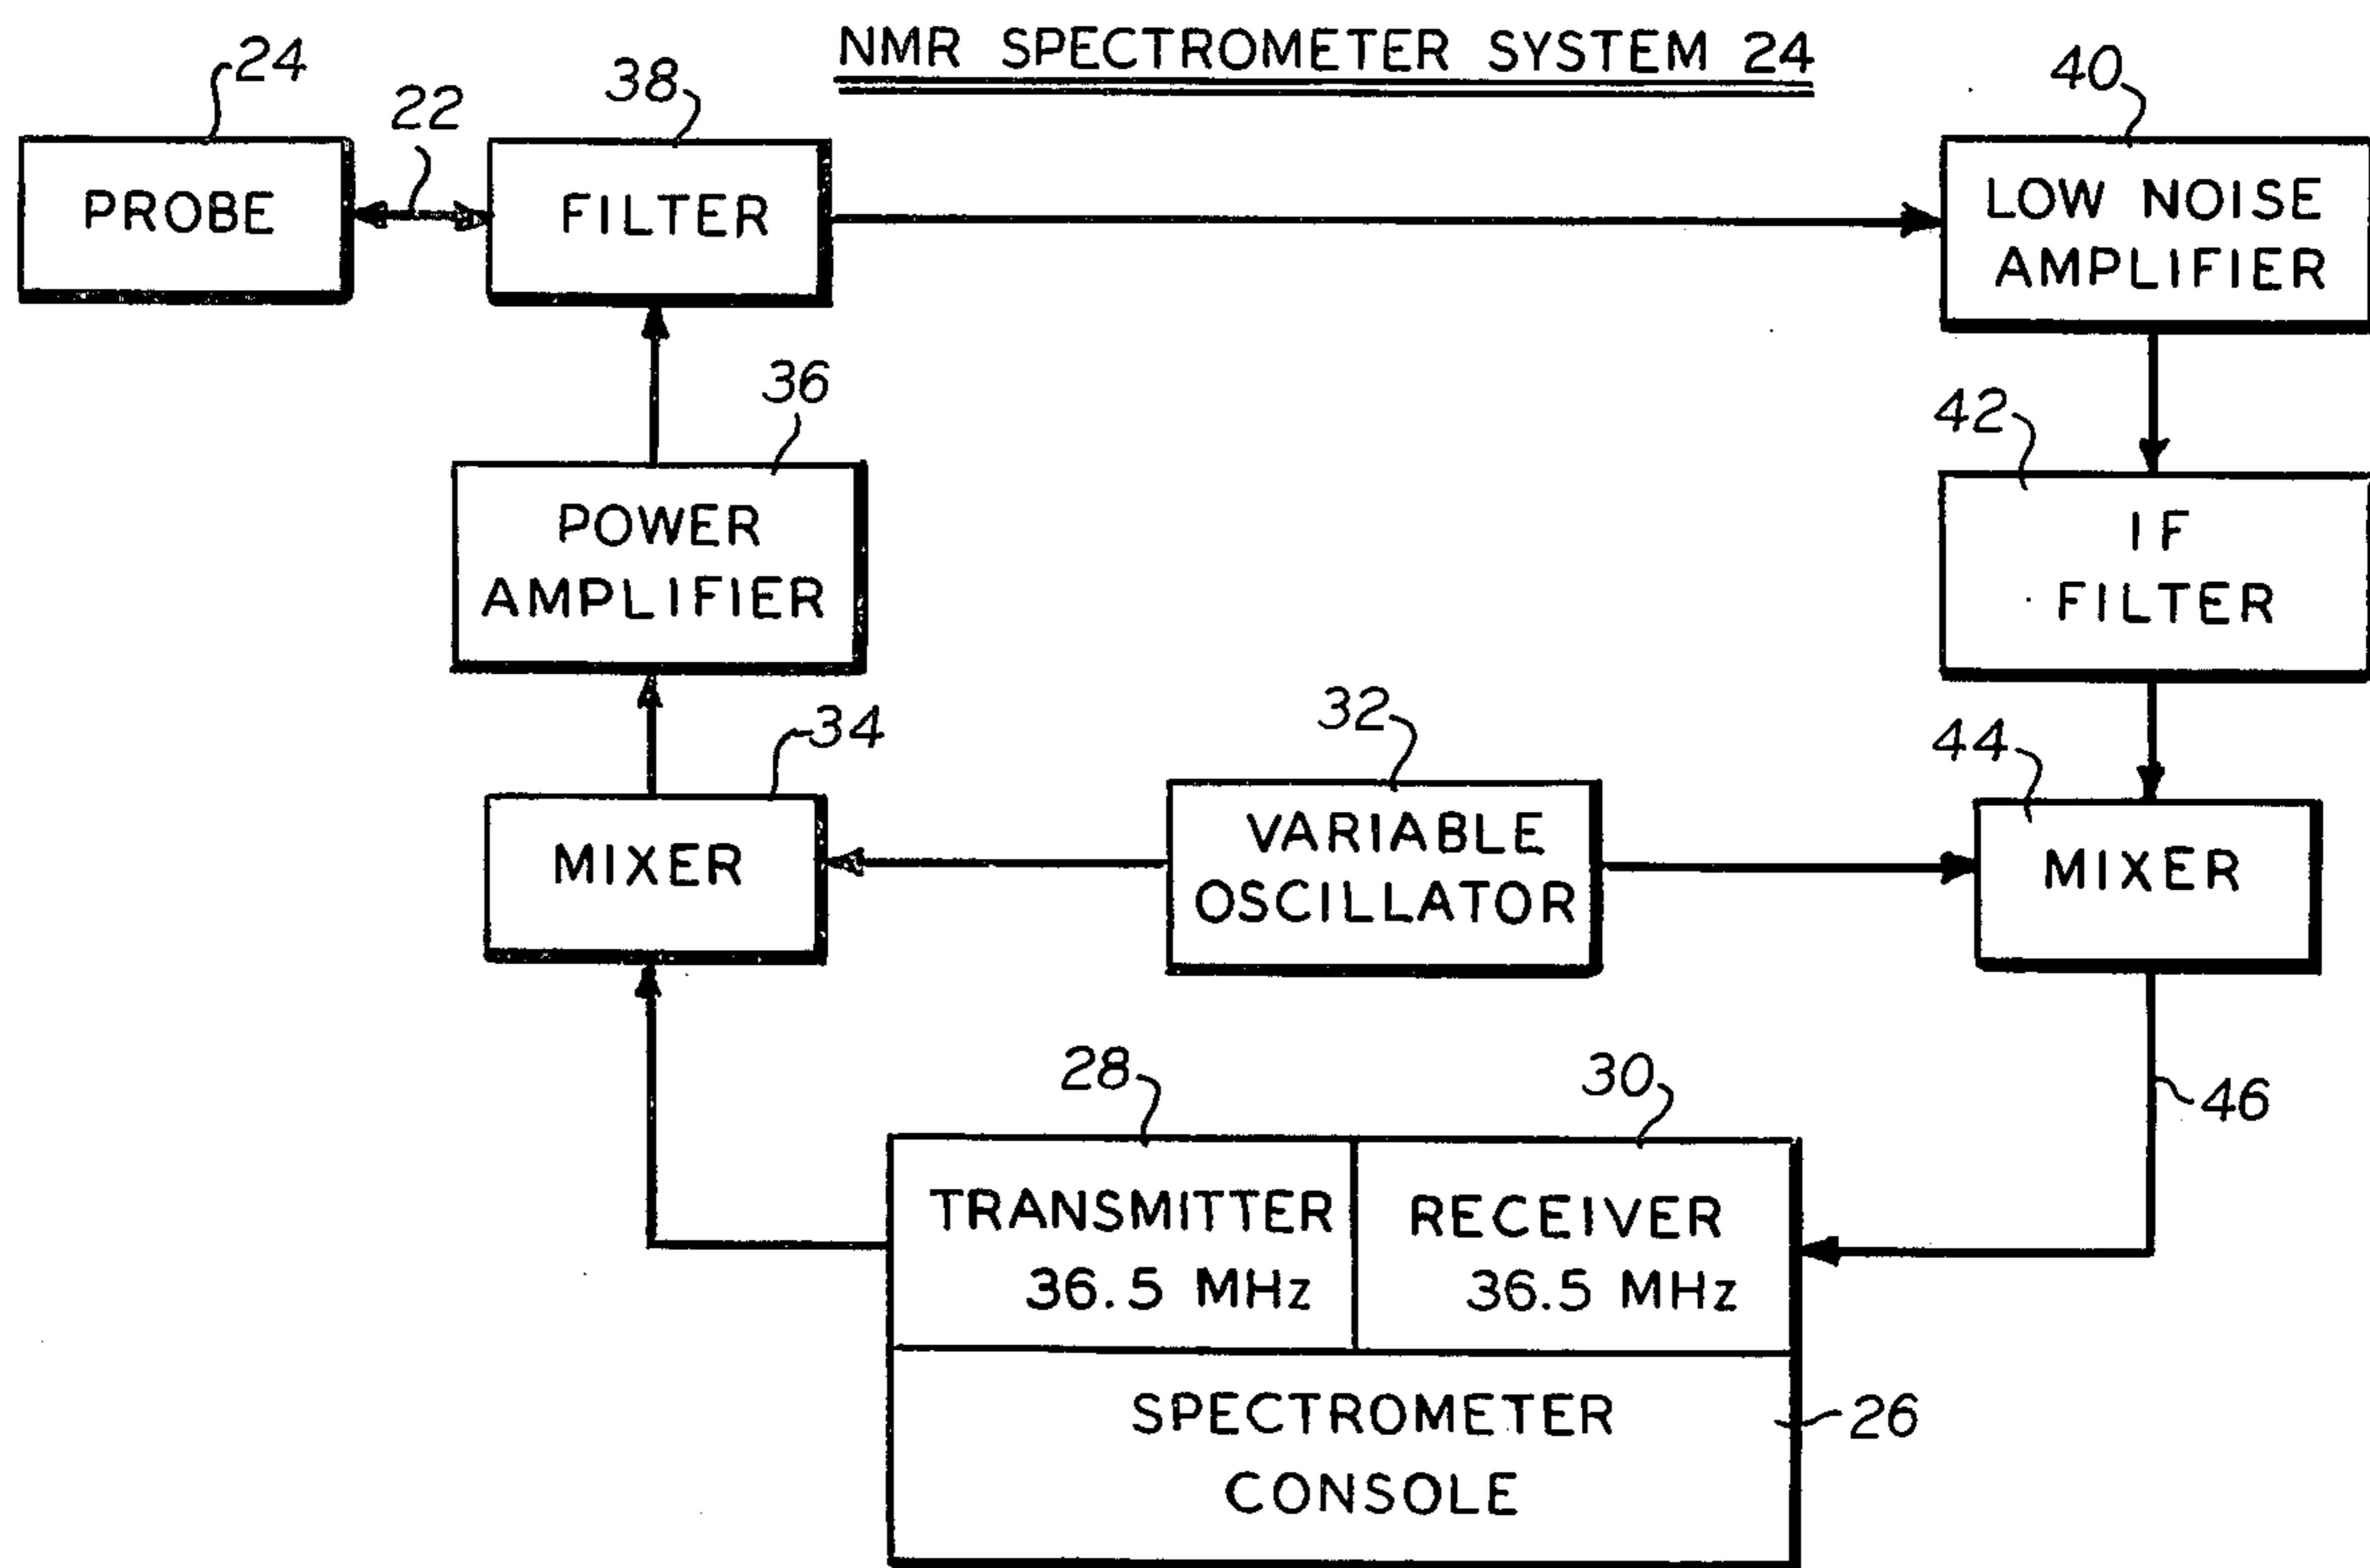 NMR SPECTROMETER SYSTEM 24
24
22
38
40
PROBE
FILTER
LOW NOISE
AMPLIFIER
36
42
POWER
AMPLIFIER
IF
FILTER
34
32
44
MIXER
VARIABLE
OSCILLATOR
MIXER
28
30
46
TRANSMITTER
36.5 MHz
RECEIVER
36.5 MHz
SPECTROMETER
CONSOLE
26